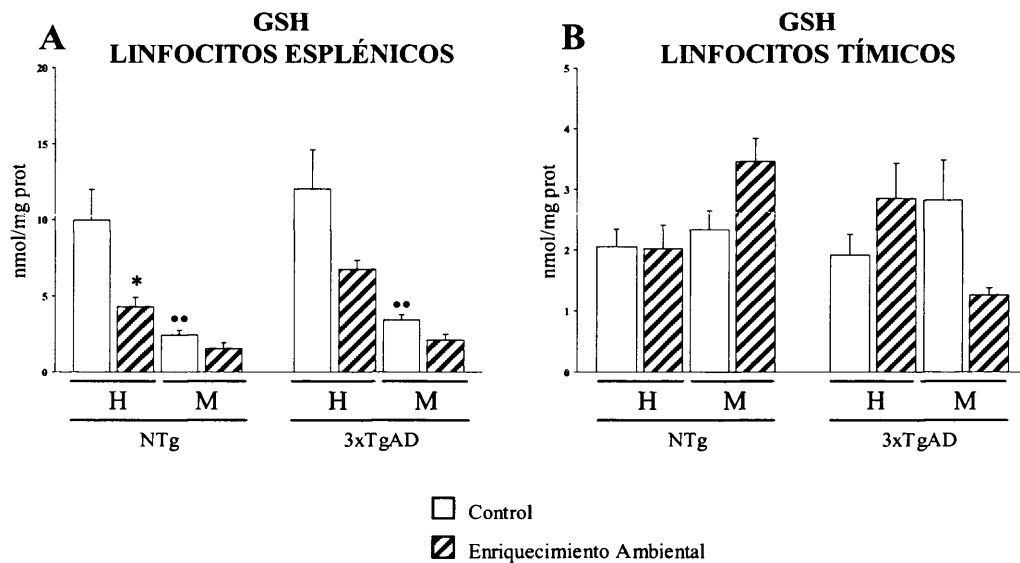 A
GSH
LINFOCITOS ESPLÉNICOS
20
15
10
5
0
nmol/mg prot
*
••
••
H
M
H
M
NTg
3xTgAD
B
GSH
LINFOCITOS TÍMICOS
5
4
3
2
1
0
nmol/mg prot
H
M
H
M
NTg
3xTgAD
Control
Enriquecimiento Ambiental